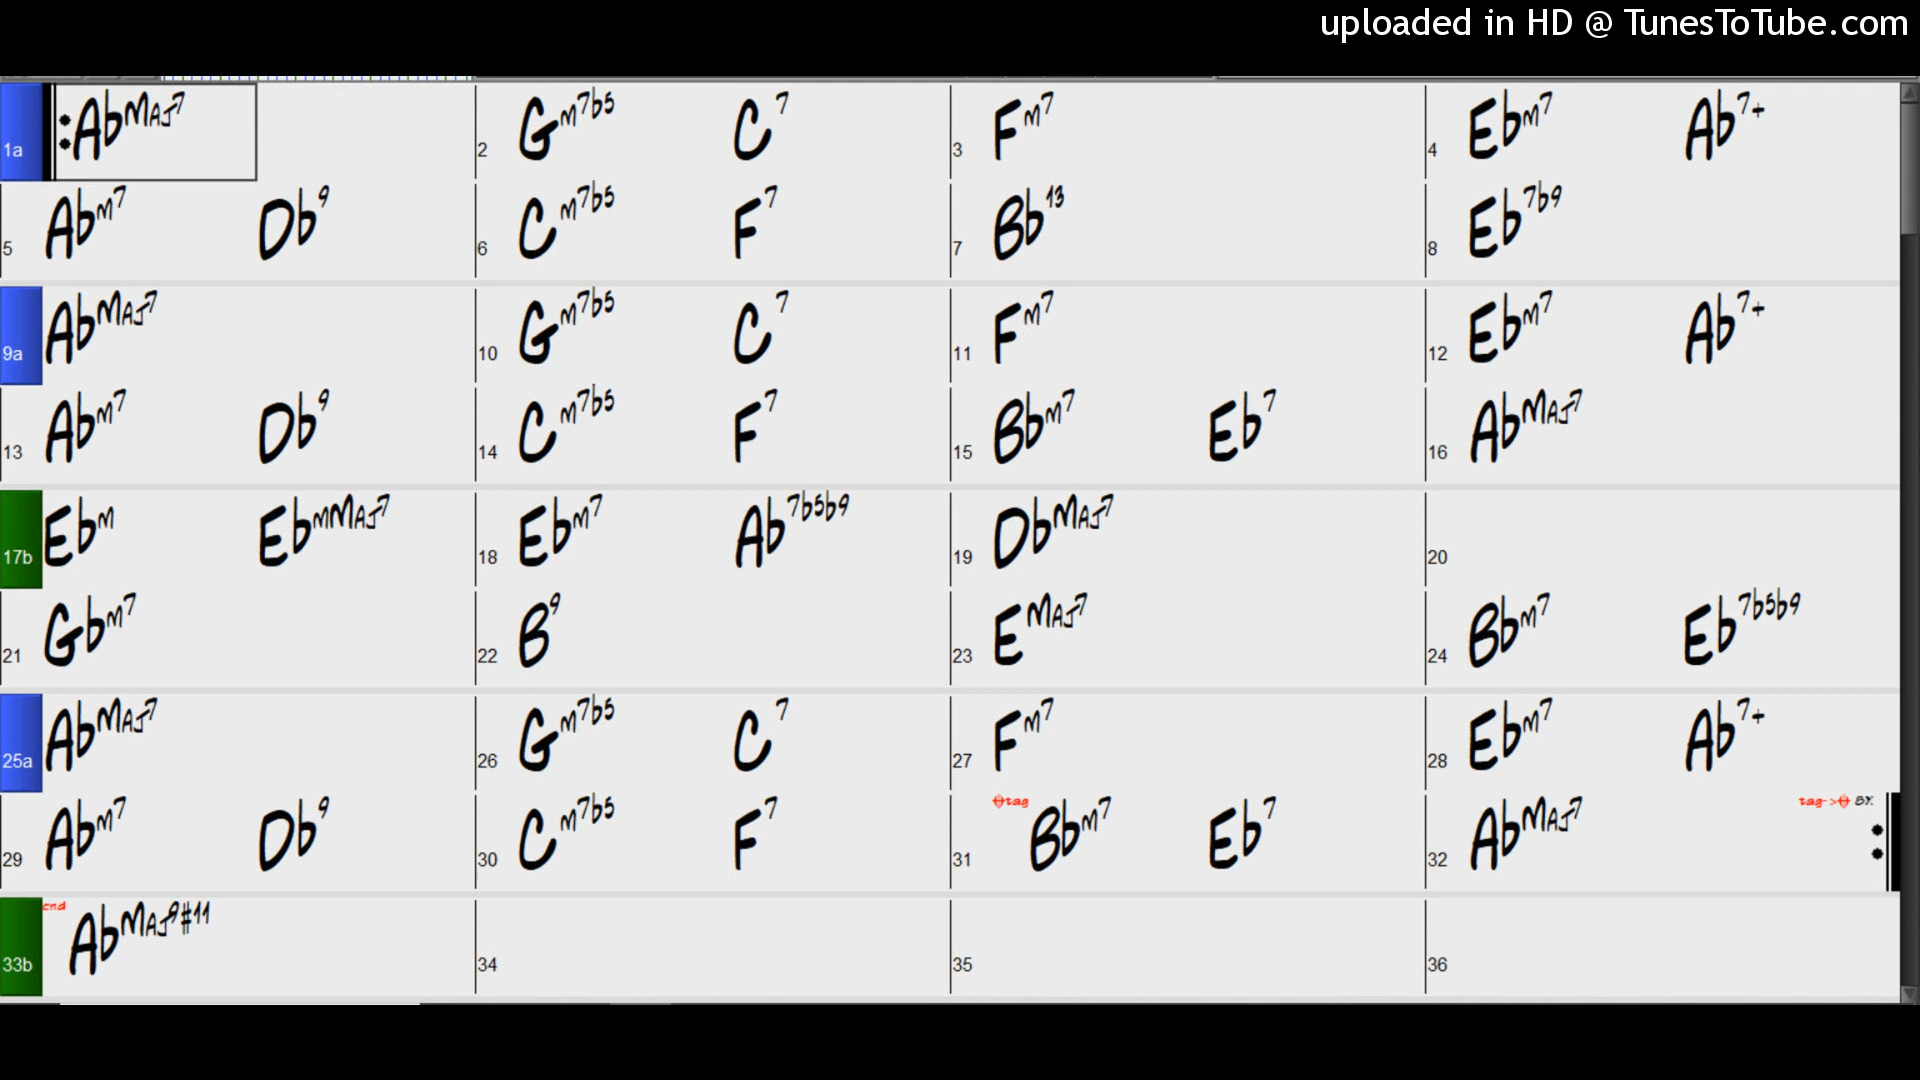 uploaded in HD @ TunesToTube.com
1a :AbMAJ7 2 Gm7b5 C7 3 Fm7 4 Ebm7 Ab7+
5 Abm7 Db9 6 Cm7b5 F7 7 Bb13 8 Eb7b9
9a AbMAJ7 10 Gm7b5 C7 11 Fm7 12 Ebm7 Ab7+
13 Abm7 Db9 14 Cm7b5 F7 15 Bbm7 Eb7 16 AbMAJ7
17b Ebm EbmMAJ7 18 Ebm7 Ab7b5b9 19 DbMAJ7 20
21 Gbm7 22 B9 23 EMAJ7 24 Bbm7 Eb7b5b9
25a AbMAJ7 26 Gm7b5 C7 27 Fm7 28 Ebm7 Ab7+
29 Abm7 Db9 30 Cm7b5 F7 31 tag Bbm7 Eb7 32 AbMAJ7 tag-> 8x :
33b end AbMAJ9#11 34 35 36